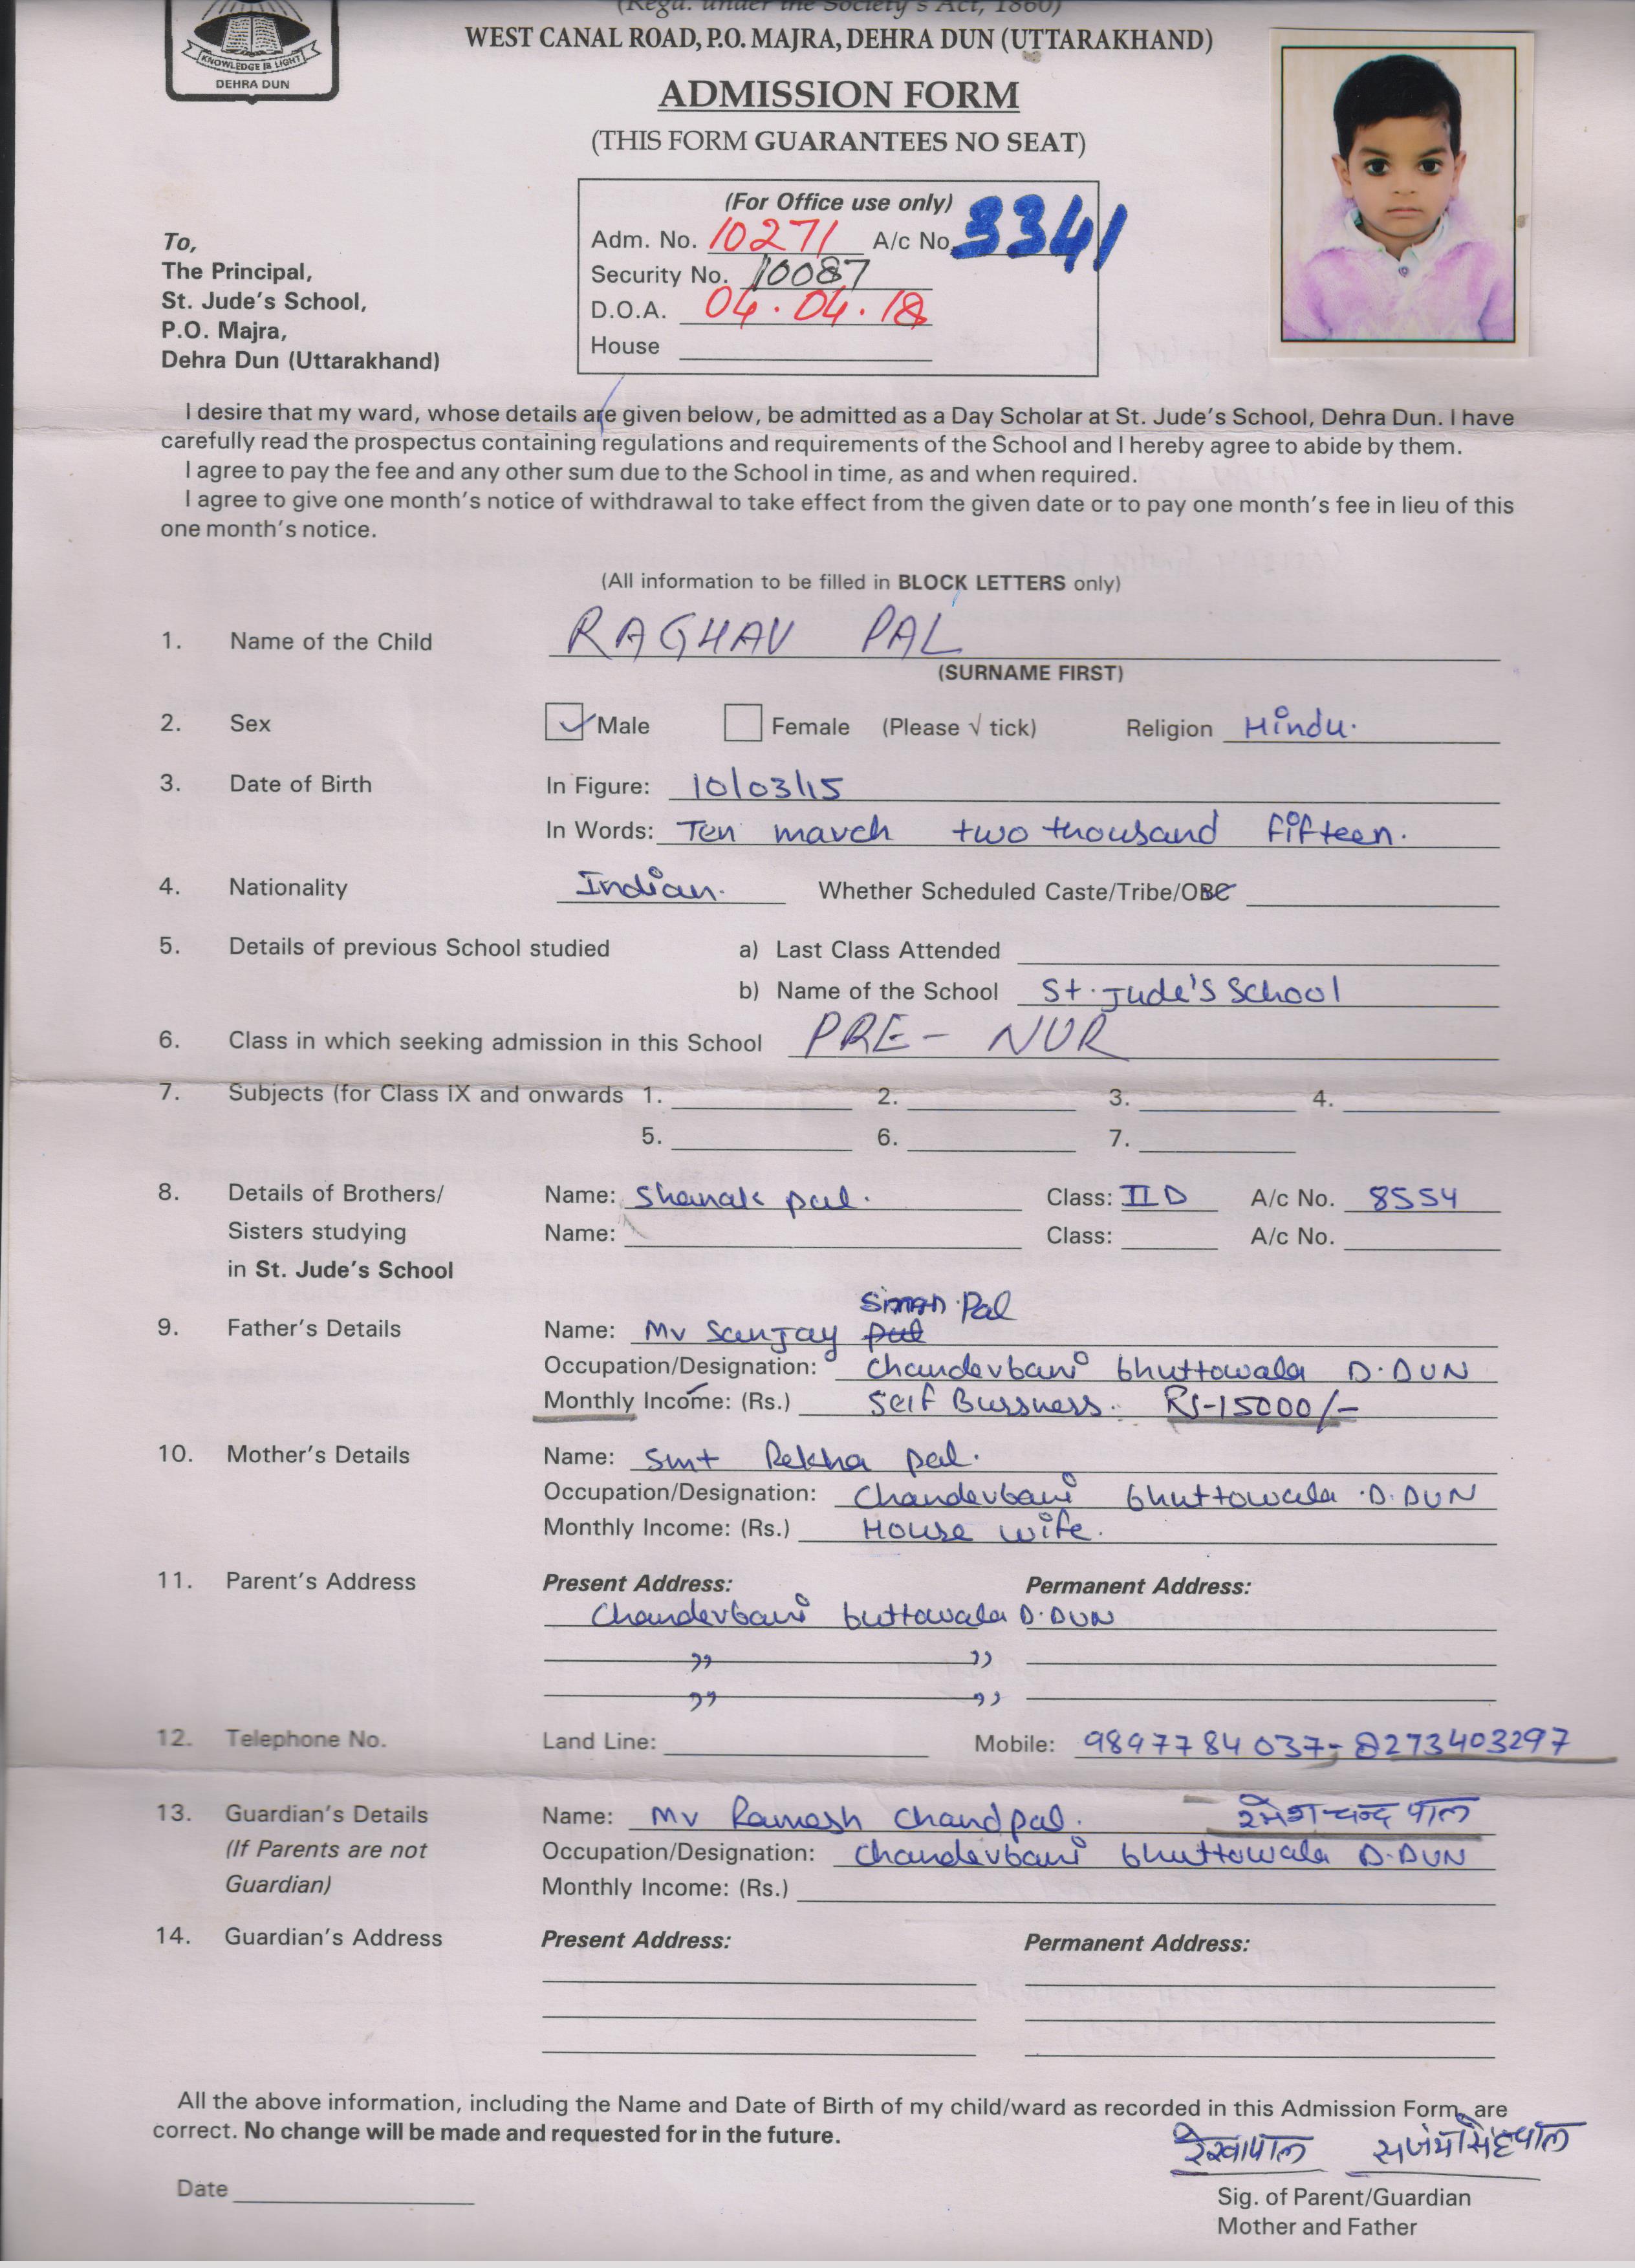 (Regd. under the Society's Act, 1860)
WEST CANAL ROAD, P.O. MAJRA, DEHRA DUN (UTTARAKHAND)
KNOWLEDGE IS LIGHT
DEHRA DUN
ADMISSION FORM
(THIS FORM GUARANTEES NO SEAT)
(For Office use only)
Adm. No. 10271 A/c No. 3341
Security No. 10087
D.O.A. 04.04.18
House
To,
The Principal,
St. Jude's School,
P.O. Majra,
Dehra Dun (Uttarakhand)
I desire that my ward, whose details are given below, be admitted as a Day Scholar at St. Jude's School, Dehra Dun. I have
carefully read the prospectus containing regulations and requirements of the School and I hereby agree to abide by them.
I agree to pay the fee and any other sum due to the School in time, as and when required.
I agree to give one month's notice of withdrawal to take effect from the given date or to pay one month's fee in lieu of this
one month's notice.
(All information to be filled in BLOCK LETTERS only)
1. Name of the Child RAGHAV PAL
(SURNAME FIRST)
2. Sex ✓ Male Female (Please √ tick) Religion Hindu.
3. Date of Birth In Figure: 10/03/15
In Words: Ten march two thousand fifteen.
4. Nationality Indian. Whether Scheduled Caste/Tribe/OBC
5. Details of previous School studied a) Last Class Attended
b) Name of the School St. Jude's School
6. Class in which seeking admission in this School PRE - NUR
7. Subjects (for Class IX and onwards 1. 2. 3. 4.
5. 6. 7.
8. Details of Brothers/ Name: Shanak pal. Class: II D A/c No. 8554
Sisters studying Name: Class: A/c No.
in St. Jude's School
Pal
9. Father's Details Name: Mr Sanjay pal
Occupation/Designation: Chanderbani bhuttowala D.DUN
Monthly Income: (Rs.) Self Bussness. Rs-15000/-
10. Mother's Details Name: Smt Rekha pal.
Occupation/Designation: Chanderbani bhuttowala .D.DUN
Monthly Income: (Rs.) House wife.
11. Parent's Address Present Address: Permanent Address:
Chanderbani buttowala D.DUN
,, ,,
,, ,,
12. Telephone No. Land Line: Mobile: 9897784037-8273403297
13. Guardian's Details Name: Mr Ramesh Chand pal. रमेश चन्द पाल
(If Parents are not Occupation/Designation: Chanderbani bhuttowala D.DUN
Guardian) Monthly Income: (Rs.)
14. Guardian's Address Present Address: Permanent Address:
All the above information, including the Name and Date of Birth of my child/ward as recorded in this Admission Form, are
correct. No change will be made and requested for in the future.
रेखापाल
Date
Sig. of Parent/Guardian
Mother and Father